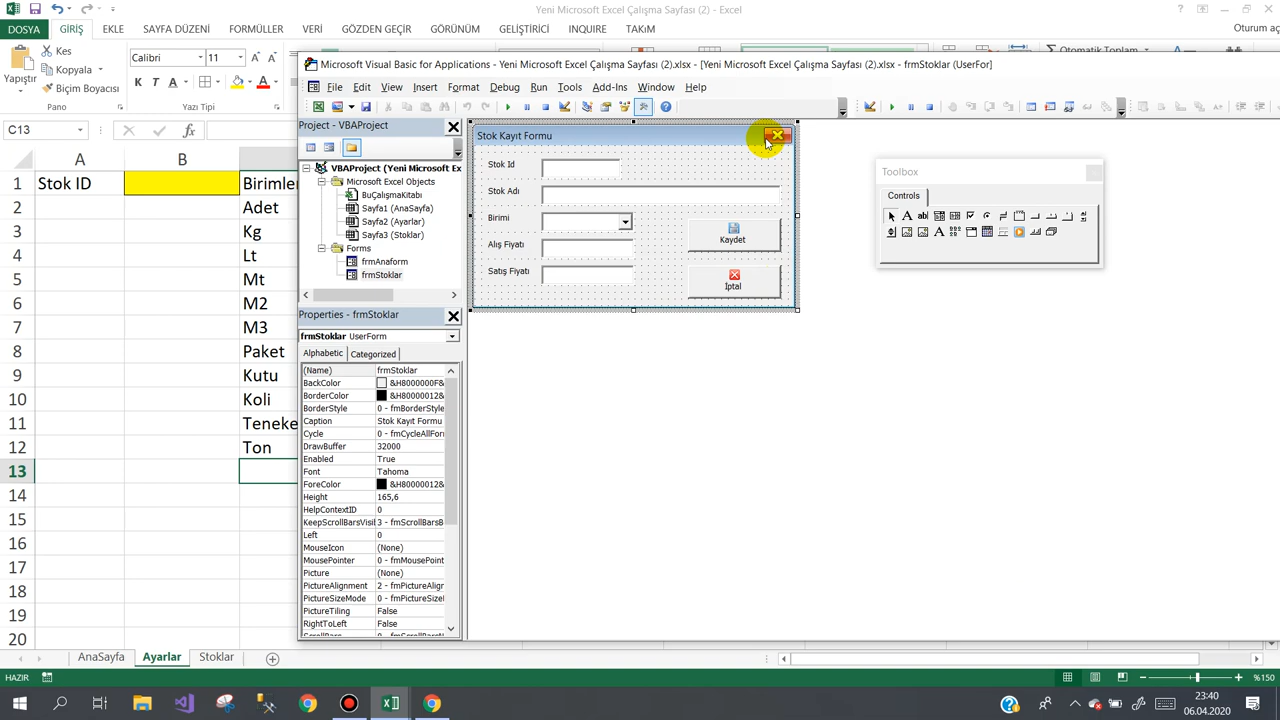 Yeni Microsoft Excel Çalışma Sayfası (2) - Excel
DOSYA GİRİŞ EKLE SAYFA DÜZENİ FORMÜLLER VERİ GÖZDEN GEÇİR GÖRÜNÜM GELİŞTİRİCİ INQUIRE TAKıM Oturum aç
Yapıştır
Kes
Kopyala
Biçim Boyacısı
Pano
Calibri 11
K T A
Otomatik Toplam
C13
fx
Microsoft Visual Basic for Applications - Yeni Microsoft Excel Çalışma Sayfası (2).xlsx - [Yeni Microsoft Excel Çalışma Sayfası (2).xlsx - frmStoklar (UserFor]
File Edit View Insert Format Debug Run Tools Add-Ins Window Help
A B
1 Stok ID Birimler
2 Adet
3 Kg
4 Lt
5 Mt
6 M2
7 M3
8 Paket
9 Kutu
10 Koli
11 Teneke
12 Ton
13
14
15
16
17
18
19
20
Project - VBAProject
VBAProject (Yeni Microsoft Ex
Microsoft Excel Objects
BuÇalışmaKitabı
Sayfa1 (AnaSayfa)
Sayfa2 (Ayarlar)
Sayfa3 (Stoklar)
Forms
frmAnaform
frmStoklar
Properties - frmStoklar
frmStoklar UserForm
Alphabetic Categorized
(Name) frmStoklar
BackColor &H8000000F&
BorderColor &H80000012&
BorderStyle 0 - fmBorderStyle
Caption Stok Kayıt Formu
Cycle 0 - fmCycleAllForm
DrawBuffer 32000
Enabled True
Font Tahoma
ForeColor &H80000012&
Height 165,6
HelpContextID 0
KeepScrollBarsVisil 3 - fmScrollBarsB
Left 0
MouseIcon (None)
MousePointer 0 - fmMousePoint
Picture (None)
PictureAlignment 2 - fmPictureAlign
PictureSizeMode 0 - fmPictureSize
PictureTiling False
RightToLeft False
Stok Kayıt Formu
Stok Id
Stok Adı
Birimi
Alış Fiyatı
Satış Fiyatı
Kaydet
İptal
Toolbox
Controls
AnaSayfa Ayarlar Stoklar
HAZIR
%150
23:40
06.04.2020